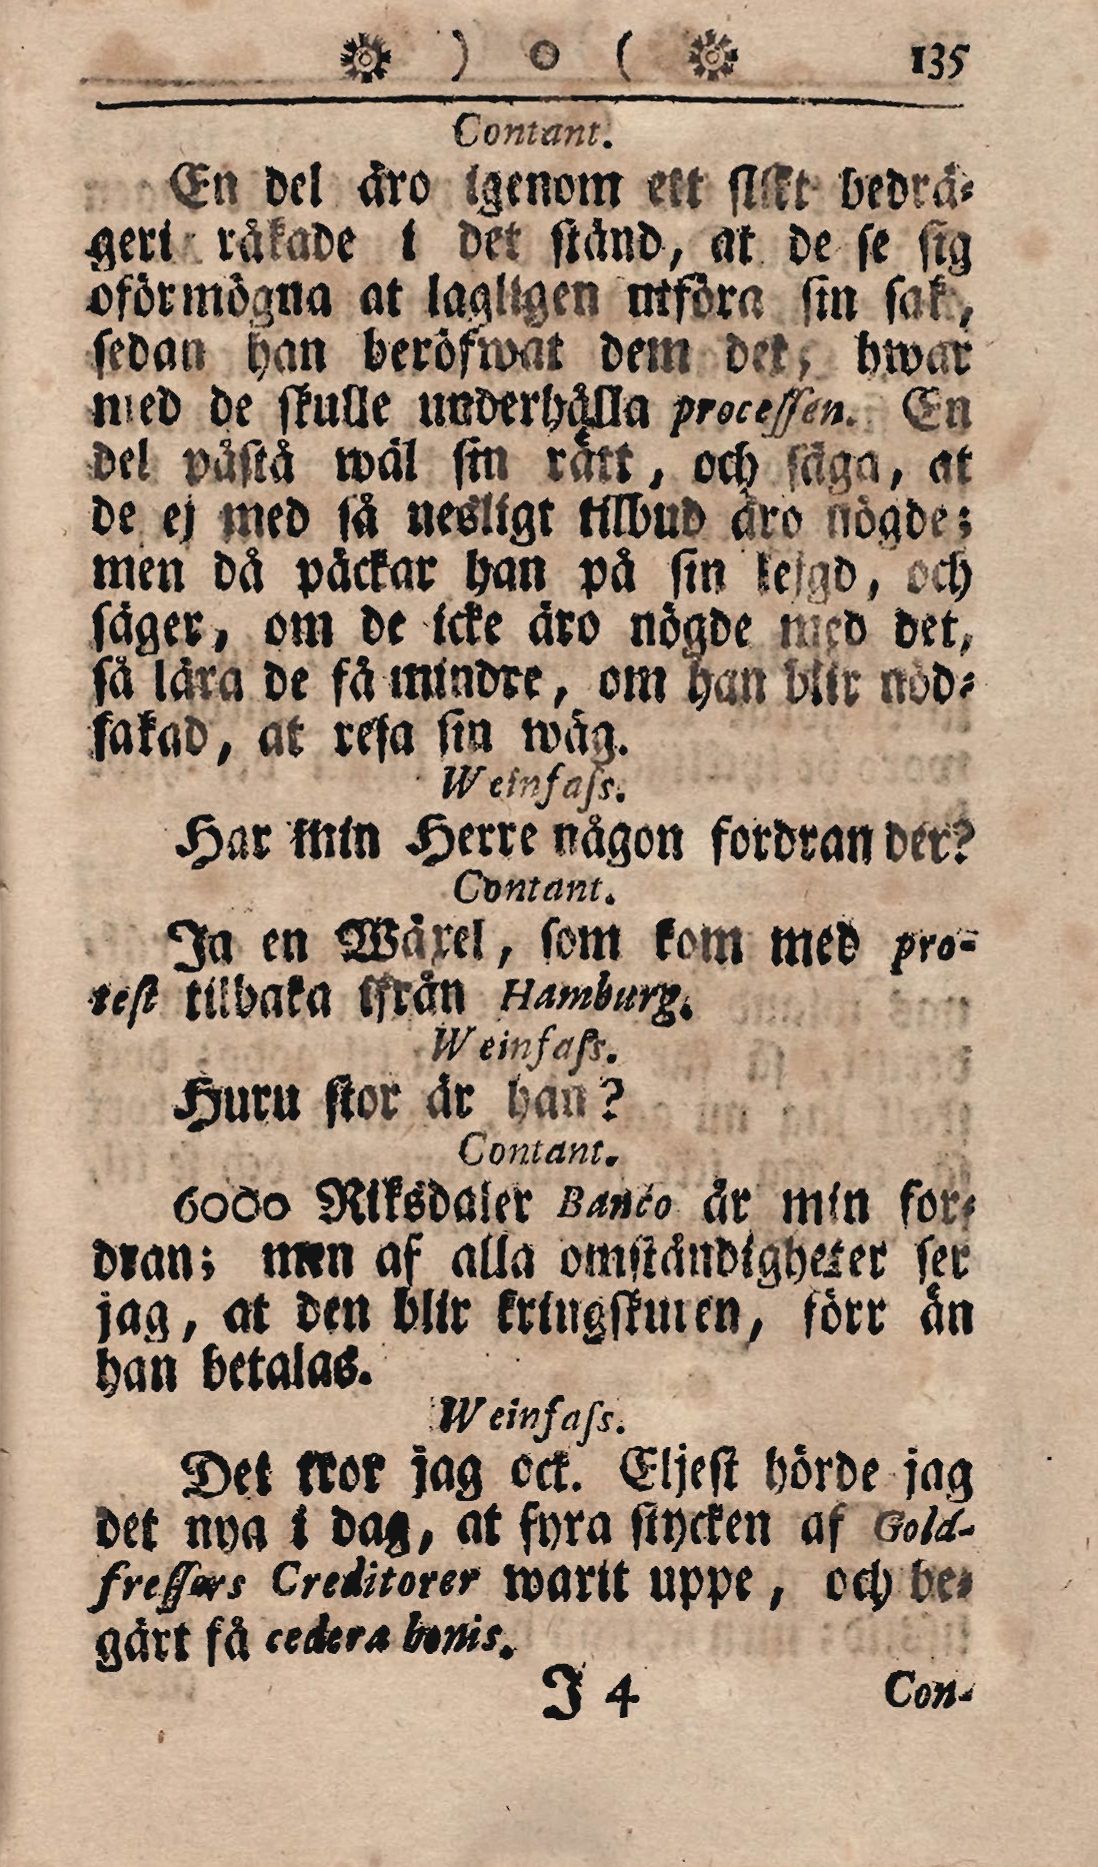 ) o ( 135
Contant.
En del äro igenom ett slikt bedrä-
geri råkade i det stånd, at de se sig
oförmögna at lagligen utföra sin sak,
sedan han beröfwat dem det, hwar
med de skulle underhålla processen. En
del påstå wäl sin rätt, och säga, at
de ej med så nesligt tilbud äro nögde;
men då päckar han på sin lejgd, och
säger, om de icke äro nögde med det,
så lära de få mindre, om han blir nöd-
sakad, at resa sin wäg.
Weinfass.
Har min Herre någon fordran der?
Contant.
Ja en Wäxel, som kom med pro-
test tilbaka ifrån Hamburg.
Weinfass.
Huru stor är han?
Contant.
6000 Riksdaler Banco är min for-
dran; men af alla omständigheter ser
jag, at den blir kringskuren, förr än
han betalas.
Weinfass.
Det tror jag ock. Eljest hörde jag
det nya i dag, at fyra stycken af Gold-
fressers Creditorer warit uppe, och be-
gärt få cedera bonis.
J 4 Con-